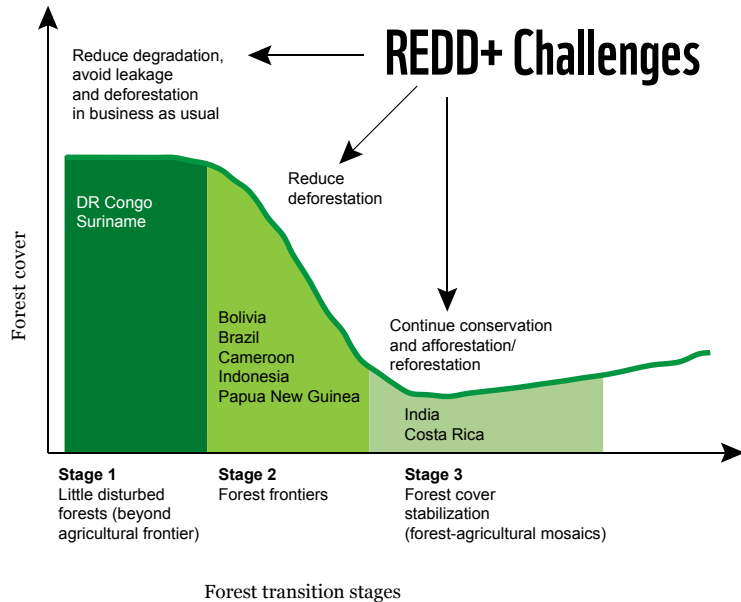 REDD+ Challenges
Reduce degradation,
avoid leakage
and deforestation
in business as usual
Reduce
deforestation
Continue conservation
and afforestation/
reforestation
Forest cover
DR Congo
Suriname
Bolivia
Brazil
Cameroon
Indonesia
Papua New Guinea
India
Costa Rica
Stage 1
Little disturbed
forests (beyond
agricultural frontier)
Stage 2
Forest frontiers
Stage 3
Forest cover
stabilization
(forest-agricultural mosaics)
Forest transition stages